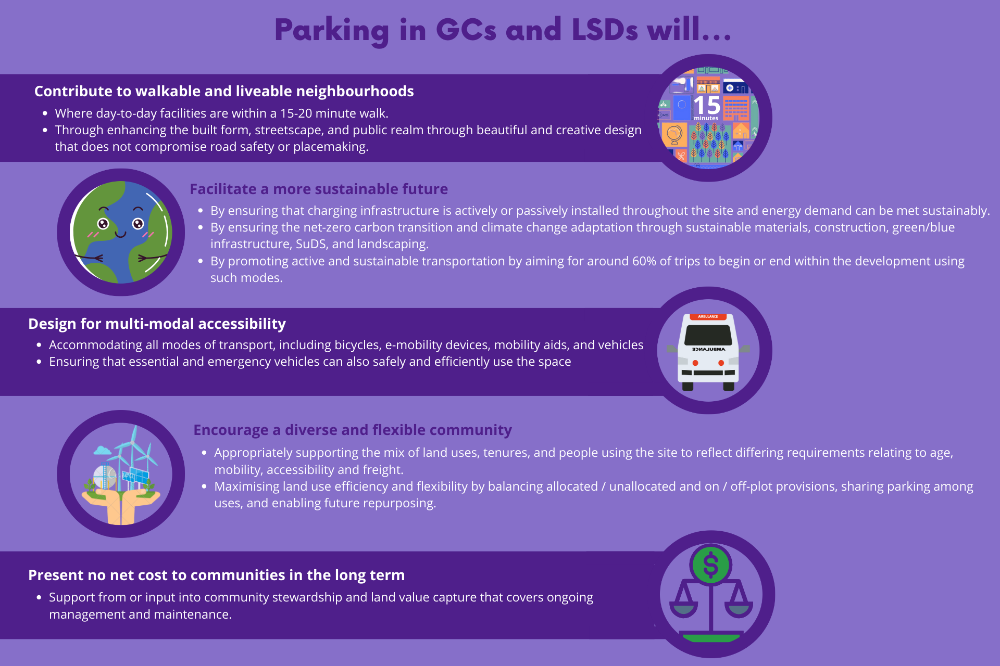 Parking in GCs and LSDs will...
Contribute to walkable and liveable neighbourhoods
• Where day-to-day facilities are within a 15-20 minute walk.
• Through enhancing the built form, streetscape, and public realm through beautiful and creative design
that does not compromise road safety or placemaking.
15
minutes
Facilitate a more sustainable future
• By ensuring that charging infrastructure is actively or passively installed throughout the site and energy demand can be met sustainably.
• By ensuring the net-zero carbon transition and climate change adaptation through sustainable materials, construction, green/blue
infrastructure, SuDS, and landscaping.
• By promoting active and sustainable transportation by aiming for around 60% of trips to begin or end within the development using
such modes.
Design for multi-modal accessibility
• Accommodating all modes of transport, including bicycles, e-mobility devices, mobility aids, and vehicles
• Ensuring that essential and emergency vehicles can also safely and efficiently use the space
AMBULANCE
AMBULANCE
Encourage a diverse and flexible community
• Appropriately supporting the mix of land uses, tenures, and people using the site to reflect differing requirements relating to age,
mobility, accessibility and freight.
• Maximising land use efficiency and flexibility by balancing allocated / unallocated and on / off-plot provisions, sharing parking among
uses, and enabling future repurposing.
Canva
Present no net cost to communities in the long term
• Support from or input into community stewardship and land value capture that covers ongoing
management and maintenance.
$